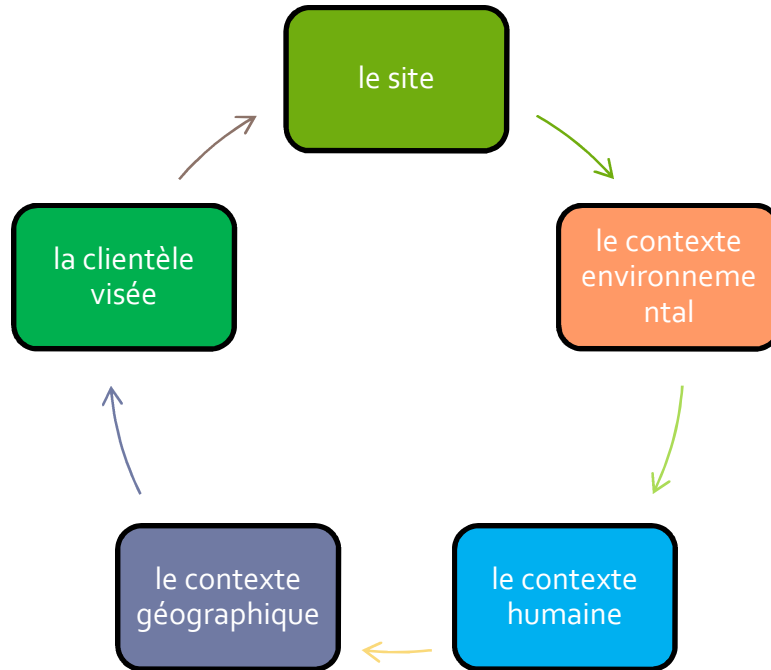 le site
le contexte
environneme
ntal
le contexte
humaine
le contexte
géographique
la clientèle
visée